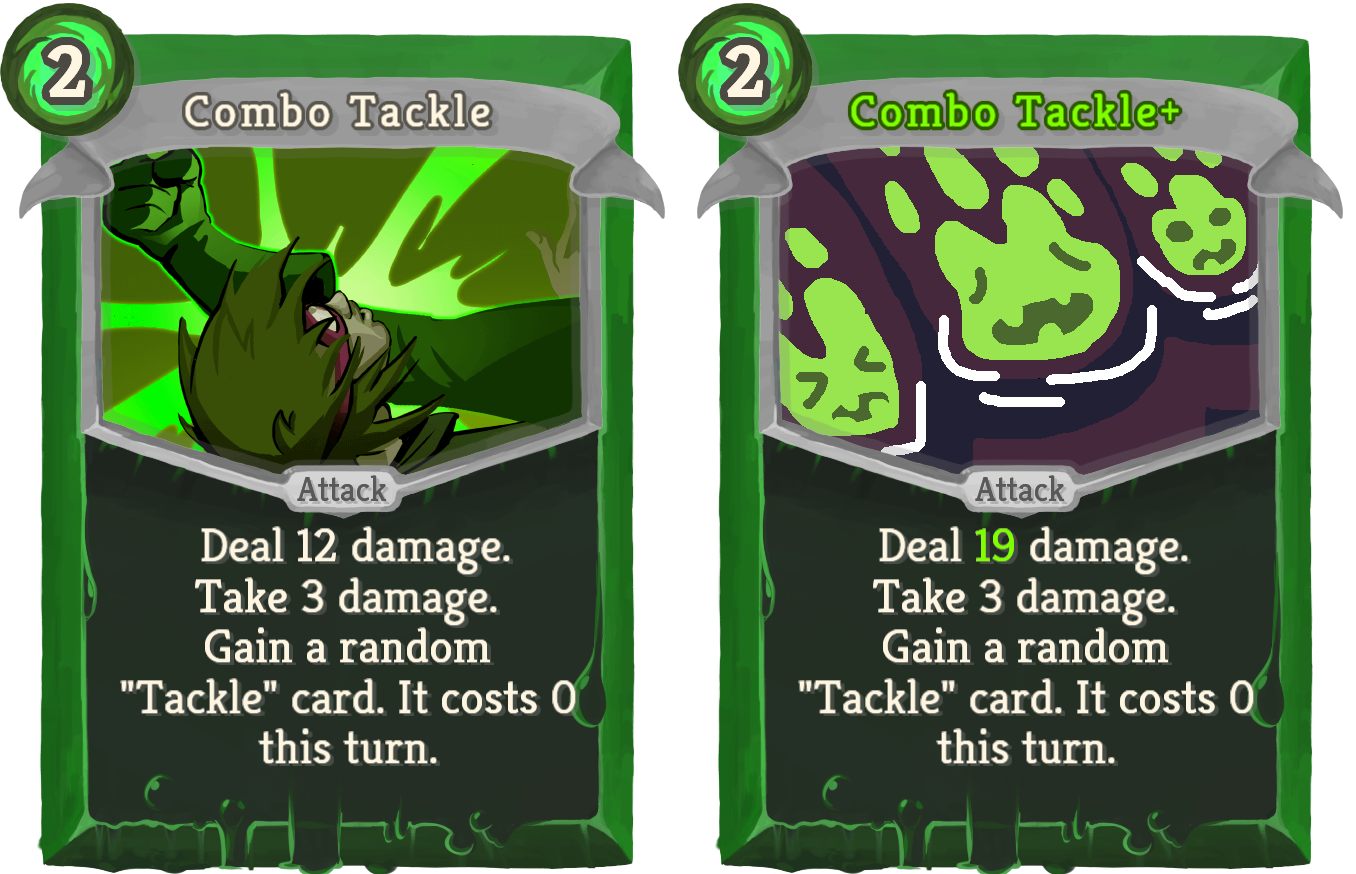 2
Combo Tackle
Attack
Deal 12 damage.
Take 3 damage.
Gain a random
"Tackle" card. It costs 0
this turn.
2
Combo Tackle+
Attack
Deal 19 damage.
Take 3 damage.
Gain a random
"Tackle" card. It costs 0
this turn.